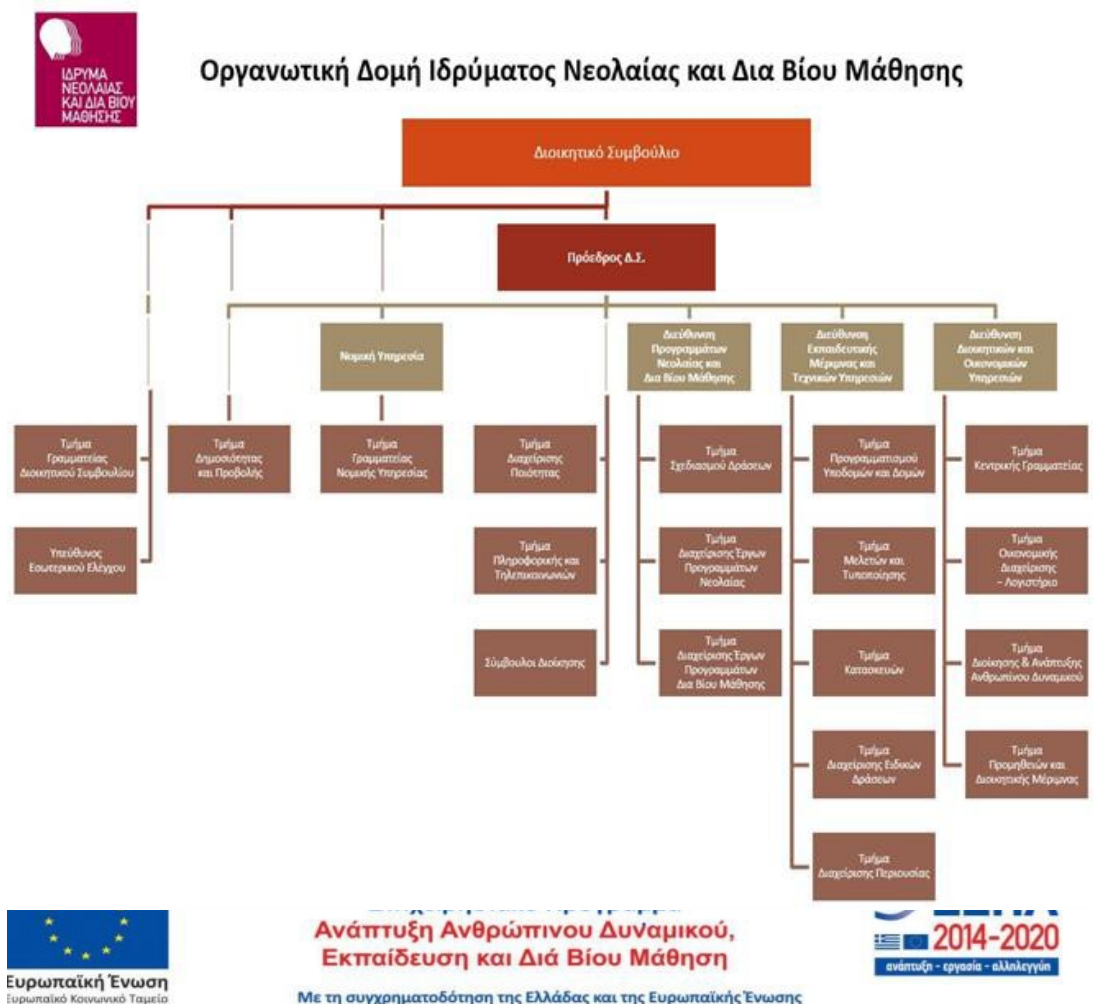 ΙΔΡΥΜΑ
ΝΕΟΛΑΙΑΣ
ΚΑΙ ΔΙΑ ΒΙΟΥ
ΜΑΘΗΣΗΣ
Οργανωτική Δομή Ιδρύματος Νεολαίας και Δια Βίου Μάθησης
Διοικητικό Συμβούλιο
Πρόεδρος Δ.Σ.
Νομική Υπηρεσία
Διεύθυνση
Προγραμμάτων
Νεολαίας και
Δια Βίου Μάθησης
Διεύθυνση
Εκπαιδευτικής
Μέριμνας και
Τεχνικών Υπηρεσιών
Διεύθυνση
Διοικητικών και
Οικονομικών
Υπηρεσιών
Τμήμα
Γραμματείας
Διοικητικού Συμβουλίου
Τμήμα
Δημοσιότητας
και Προβολής
Τμήμα
Γραμματείας
Νομικής Υπηρεσίας
Τμήμα
Διαχείρισης
Ποιότητας
Τμήμα
Σχεδιασμού Δράσεων
Τμήμα
Προγραμματισμού
Υποδομών και Δομών
Τμήμα
Κεντρικής Γραμματείας
Υπεύθυνος
Εσωτερικού Ελέγχου
Τμήμα
Πληροφορικής και
Τηλεπικοινωνιών
Τμήμα
Διαχείρισης Έργων
Προγραμμάτων
Νεολαίας
Τμήμα
Μελετών και
Τυποποίησης
Τμήμα
Οικονομικής
Διαχείρισης
– Λογιστήριο
Σύμβουλοι Διοίκησης
Τμήμα
Διαχείρισης Έργων
Προγραμμάτων
Δια Βίου Μάθησης
Τμήμα
Κατασκευών
Τμήμα
Διοίκησης & Ανάπτυξης
Ανθρωπίνου Δυναμικού
Τμήμα
Διαχείρισης Ειδικών
Δράσεων
Τμήμα
Προμηθειών και
Διοικητικής Μέριμνας
Τμήμα
Διαχείρισης Περιουσίας
Ευρωπαϊκή Ένωση
Ευρωπαϊκό Κοινωνικό Ταμείο
Ανάπτυξη Ανθρώπινου Δυναμικού,
Εκπαίδευση και Διά Βίου Μάθηση
Με τη συγχρηματοδότηση της Ελλάδας και της Ευρωπαϊκής Ένωσης
2014-2020
ανάπτυξη - εργασία - αλληλεγγύη